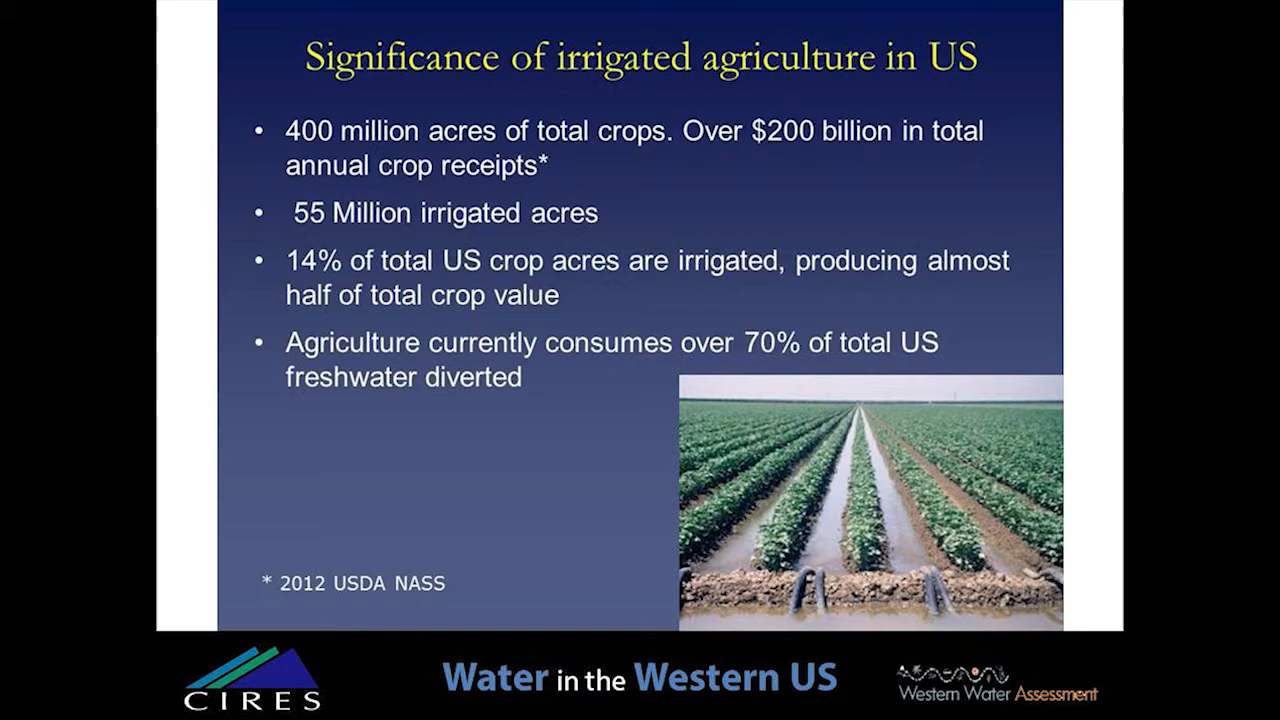 Significance of irrigated agriculture in US
• 400 million acres of total crops. Over $200 billion in total
annual crop receipts*
• 55 Million irrigated acres
• 14% of total US crop acres are irrigated, producing almost
half of total crop value
• Agriculture currently consumes over 70% of total US
freshwater diverted
* 2012 USDA NASS
CIRES
Water in the Western US
Western Water Assessment